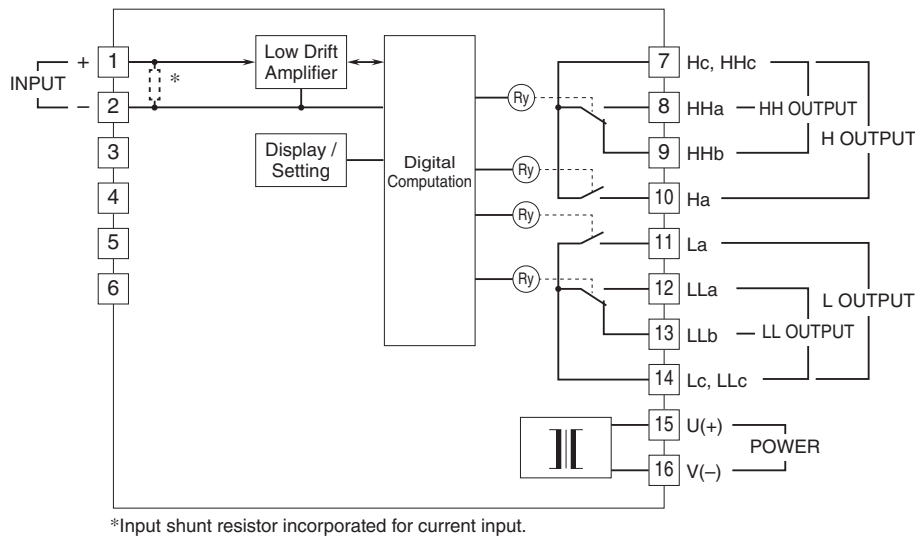 INPUT
+
−
1
2
3
4
5
6
*
Low Drift
Amplifier
Display /
Setting
Digital
Computation
Ry
Ry
Ry
Ry
7 Hc, HHc
8 HHa
HH OUTPUT
9 HHb
H OUTPUT
10 Ha
11 La
12 LLa
L OUTPUT
13 LLb
LL OUTPUT
14 Lc, LLc
15 U(+)
POWER
16 V(–)
*Input shunt resistor incorporated for current input.